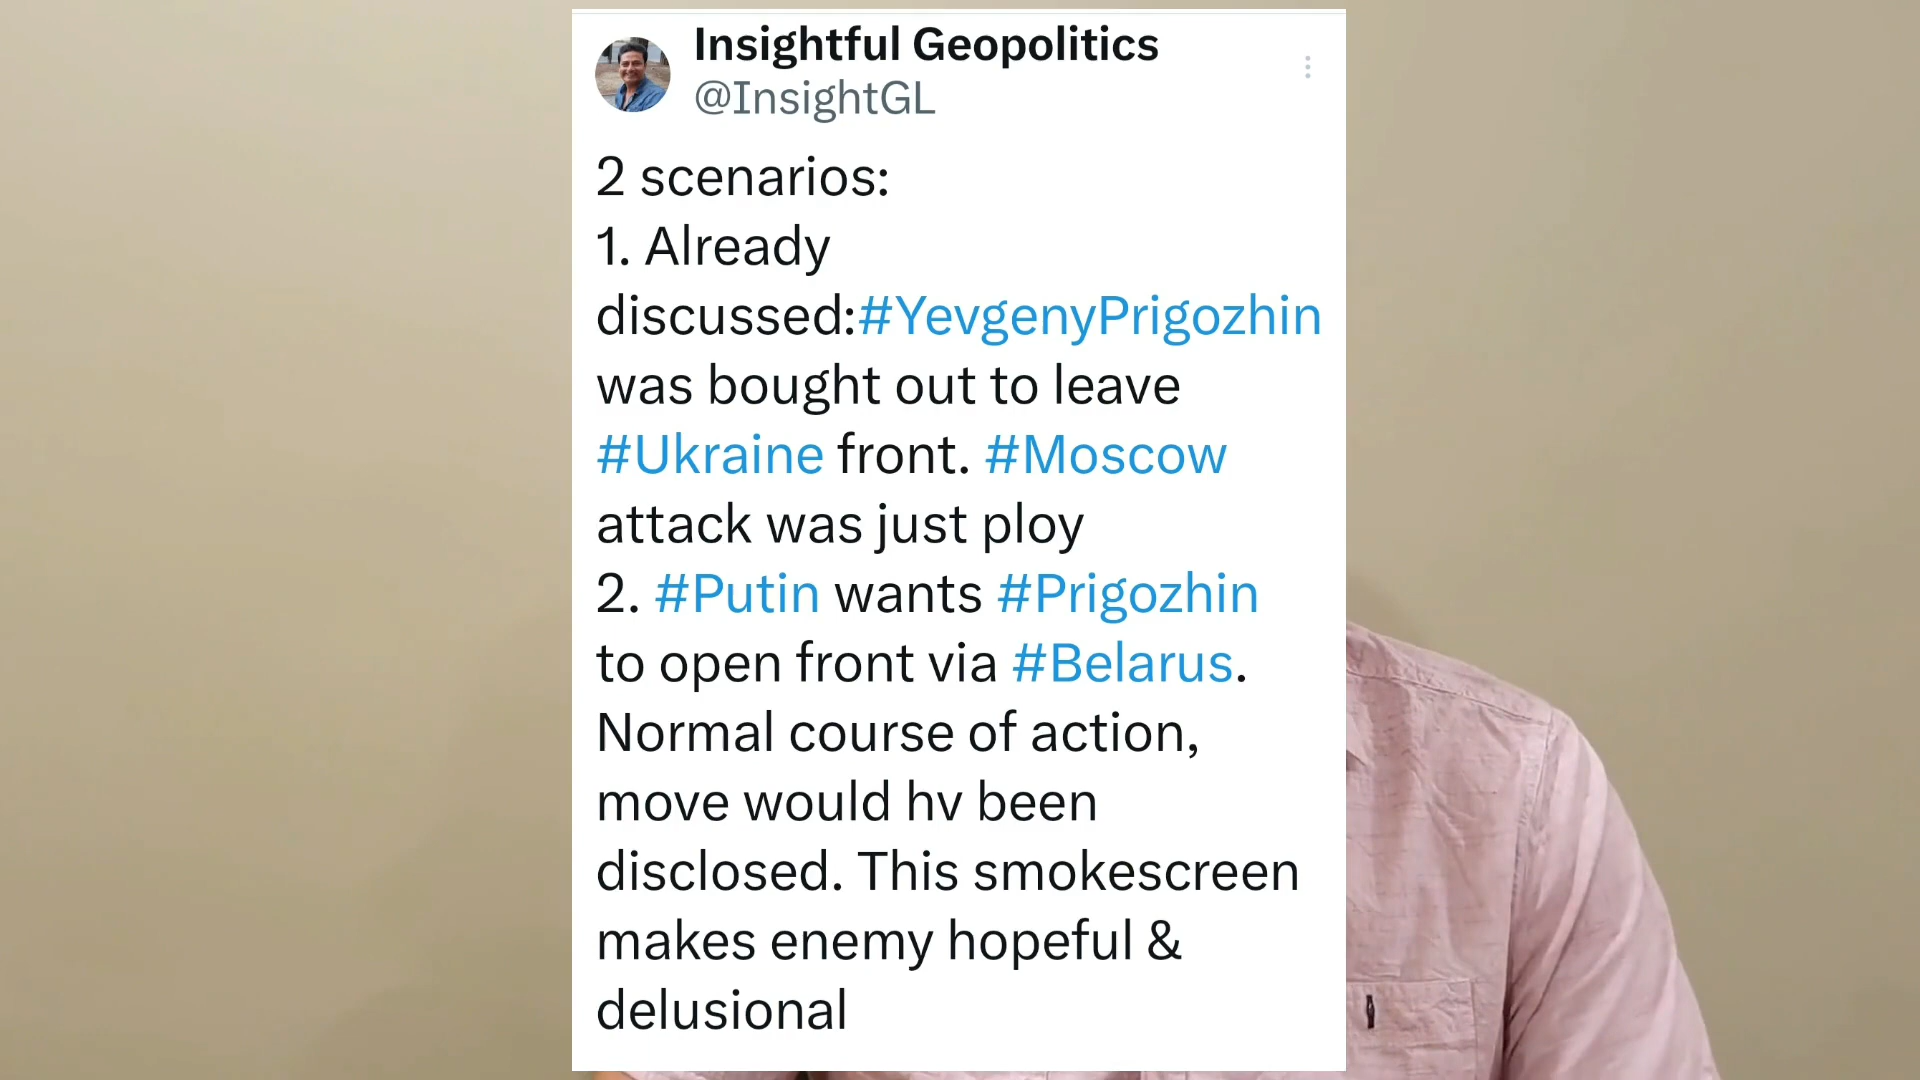 Insightful Geopolitics
@InsightGL
2 scenarios:
1. Already
discussed:#YevgenyPrigozhin
was bought out to leave
#Ukraine front. #Moscow
attack was just ploy
2. #Putin wants #Prigozhin
to open front via #Belarus.
Normal course of action,
move would hv been
disclosed. This smokescreen
makes enemy hopeful &
delusional